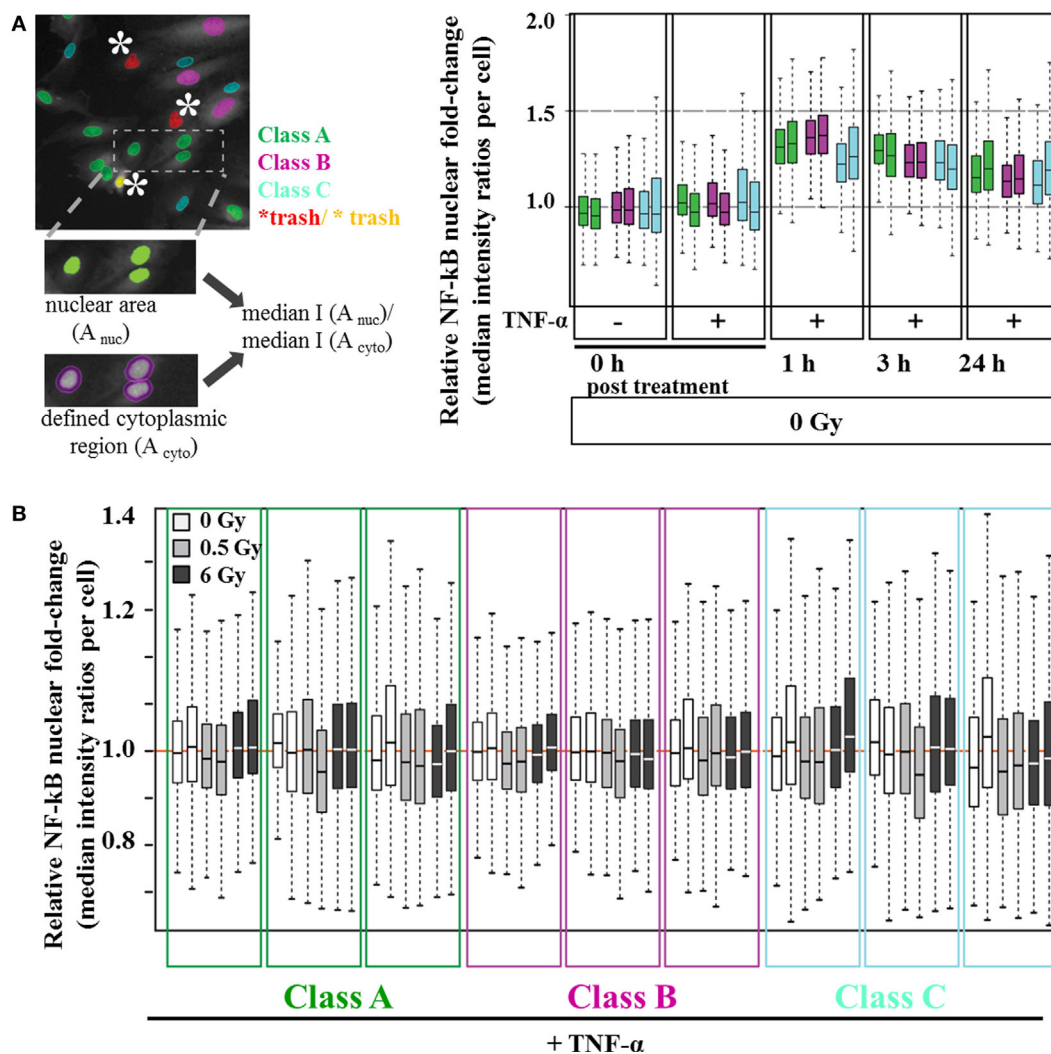 A
Class A
Class B
Class C
*trash/ * trash
nuclear area
(A nuc)
median I (A nuc)/
median I (A cyto)
defined cytoplasmic
region (A cyto)
Relative NF-kB nuclear fold-change
(median intensity ratios per cell)
2.0
1.5
1.0
TNF-α
-
+
+
+
+
0 h
1 h
3 h
24 h
post treatment
0 Gy
B
Relative NF-kB nuclear fold-change
(median intensity ratios per cell)
1.4
1.2
1.0
0.8
0 Gy
0.5 Gy
6 Gy
Class A
Class B
Class C
+ TNF-α